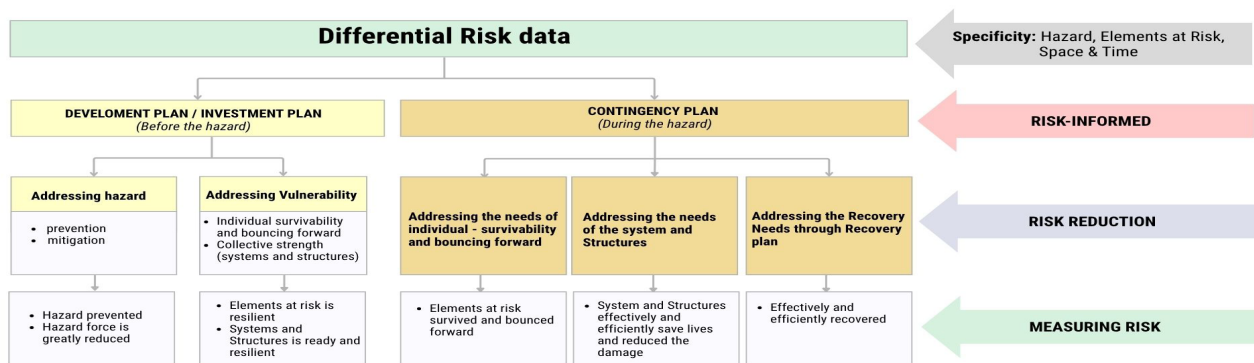 Differential Risk data
Specificity: Hazard, Elements at Risk,
Space & Time
DEVELOMENT PLAN / INVESTMENT PLAN
(Before the hazard)
CONTINGENCY PLAN
(During the hazard)
RISK-INFORMED
Addressing hazard
• prevention
• mitigation
Addressing Vulnerability
• Individual survivability
and bouncing forward
• Collective strength
(systems and structures)
Addressing the needs of
individual - survivability
and bouncing forward
Addressing the needs
of the system and
Structures
Addressing the Recovery
Needs through Recovery
plan
RISK REDUCTION
• Hazard prevented
• Hazard force is
greatly reduced
• Elements at risk is
resilient
• Systems and
Structures is ready and
resilient
• Elements at risk
survived and bounced
forward
• System and Structures
effectively and
efficiently save lives
and reduced the
damage
• Effectively and
efficiently recovered
MEASURING RISK